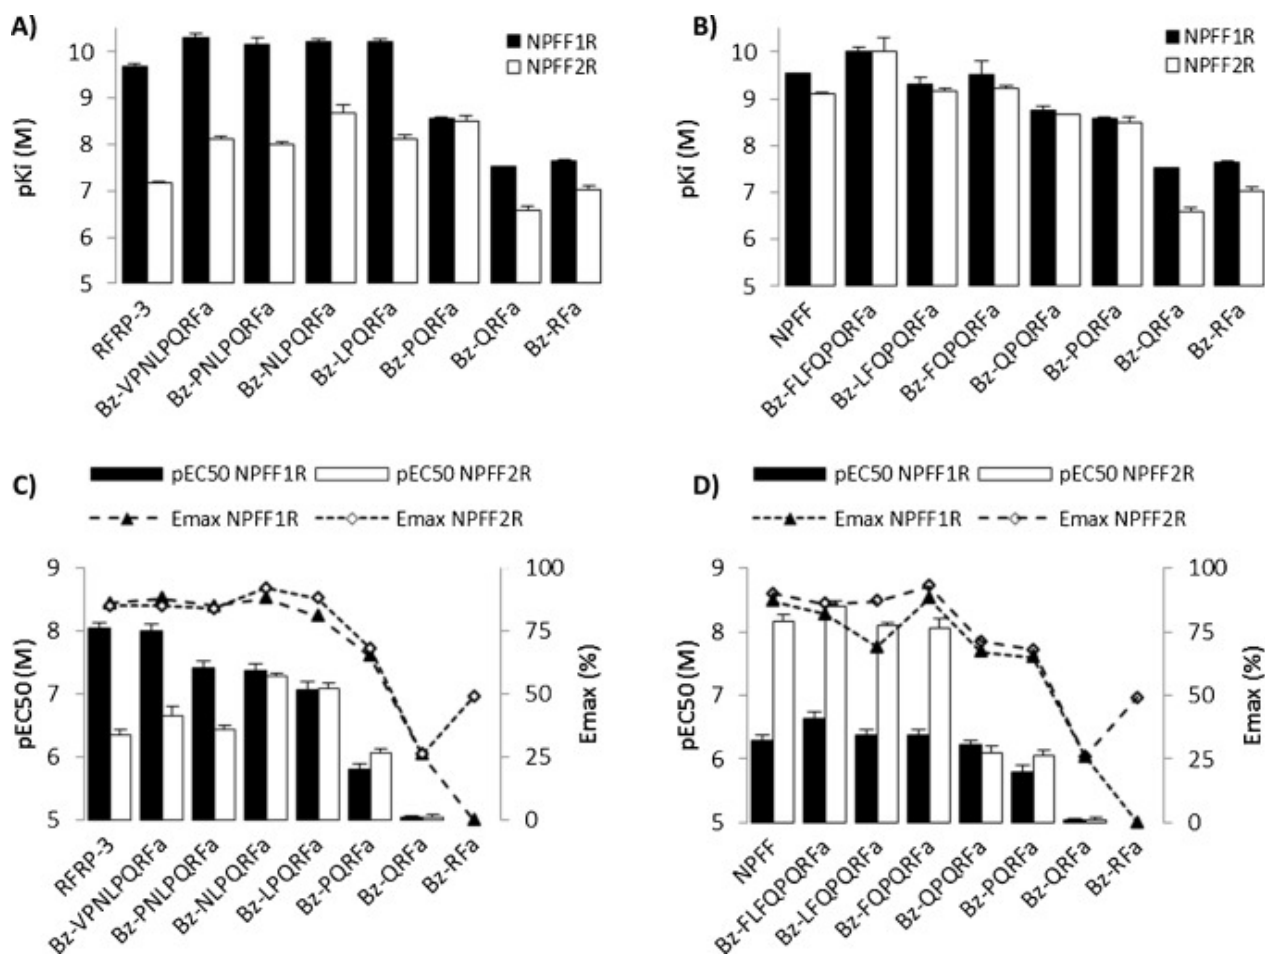 A)
NPFF1R
NPFF2R
pKi (M)
10
9
8
7
6
5
RFRP-3
Bz-VPNLPQRFa
Bz-PNLPQRFa
Bz-NLPQRFa
Bz-LPQRFa
Bz-PQRFa
Bz-QRFa
Bz-RFa
B)
NPFF1R
NPFF2R
pKi (M)
10
9
8
7
6
5
NPFF
Bz-FLFQPQRFa
Bz-LFQPQRFa
Bz-FQPQRFa
Bz-QPQRFa
Bz-PQRFa
Bz-QRFa
Bz-RFa
C)
pEC50 NPFF1R
pEC50 NPFF2R
Emax NPFF1R
Emax NPFF2R
pEC50 (M)
9
8
7
6
5
100
75
50
25
0
Emax (%)
RFRP-3
Bz-VPNLPQRFa
Bz-PNLPQRFa
Bz-NLPQRFa
Bz-LPQRFa
Bz-PQRFa
Bz-QRFa
Bz-RFa
D)
pEC50 NPFF1R
pEC50 NPFF2R
Emax NPFF1R
Emax NPFF2R
pEC50 (M)
9
8
7
6
5
100
75
50
25
0
Emax (%)
NPFF
Bz-FLFQPQRFa
Bz-LFQPQRFa
Bz-FQPQRFa
Bz-QPQRFa
Bz-PQRFa
Bz-QRFa
Bz-RFa